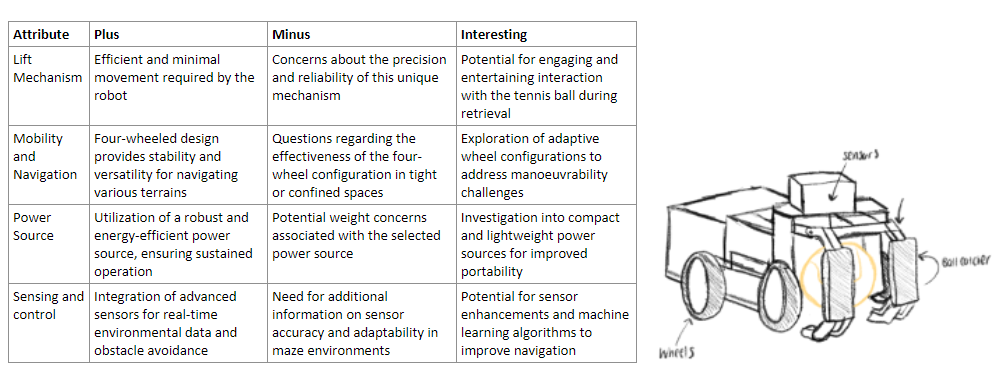 Attribute Plus Minus Interesting
Lift Mechanism Efficient and minimal movement required by the robot Concerns about the precision and reliability of this unique mechanism Potential for engaging and entertaining interaction with the tennis ball during retrieval
Mobility and Navigation Four-wheeled design provides stability and versatility for navigating various terrains Questions regarding the effectiveness of the four-wheel configuration in tight or confined spaces Exploration of adaptive wheel configurations to address manoeuvrability challenges
Power Source Utilization of a robust and energy-efficient power source, ensuring sustained operation Potential weight concerns associated with the selected power source Investigation into compact and lightweight power sources for improved portability
Sensing and control Integration of advanced sensors for real-time environmental data and obstacle avoidance Need for additional information on sensor accuracy and adaptability in maze environments Potential for sensor enhancements and machine learning algorithms to improve navigation
sensors
Ball catcher
Wheels